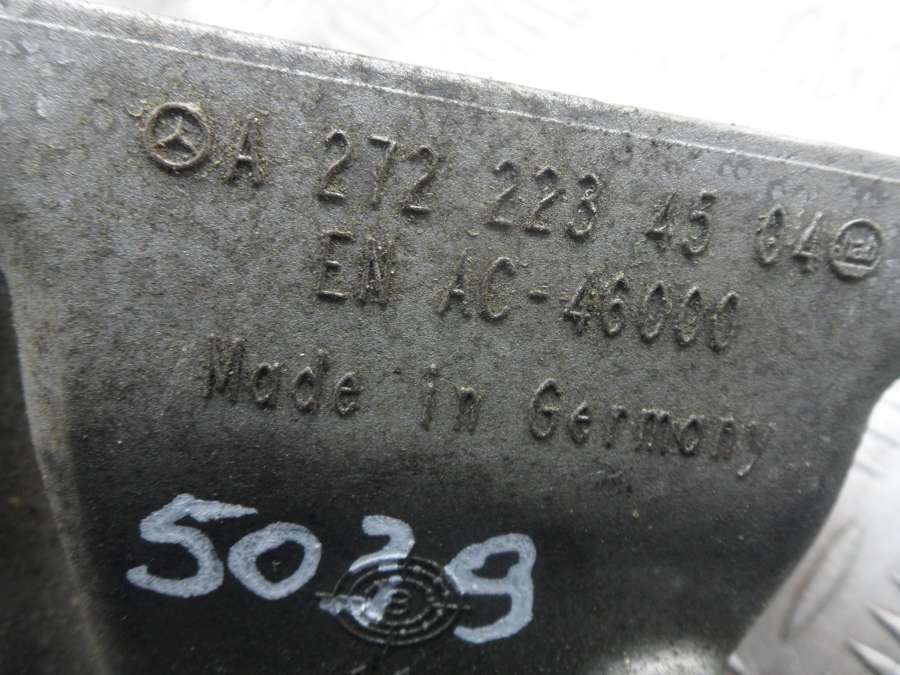 A 272 223 45 04
EN AC-46000
Made in Germany
5029